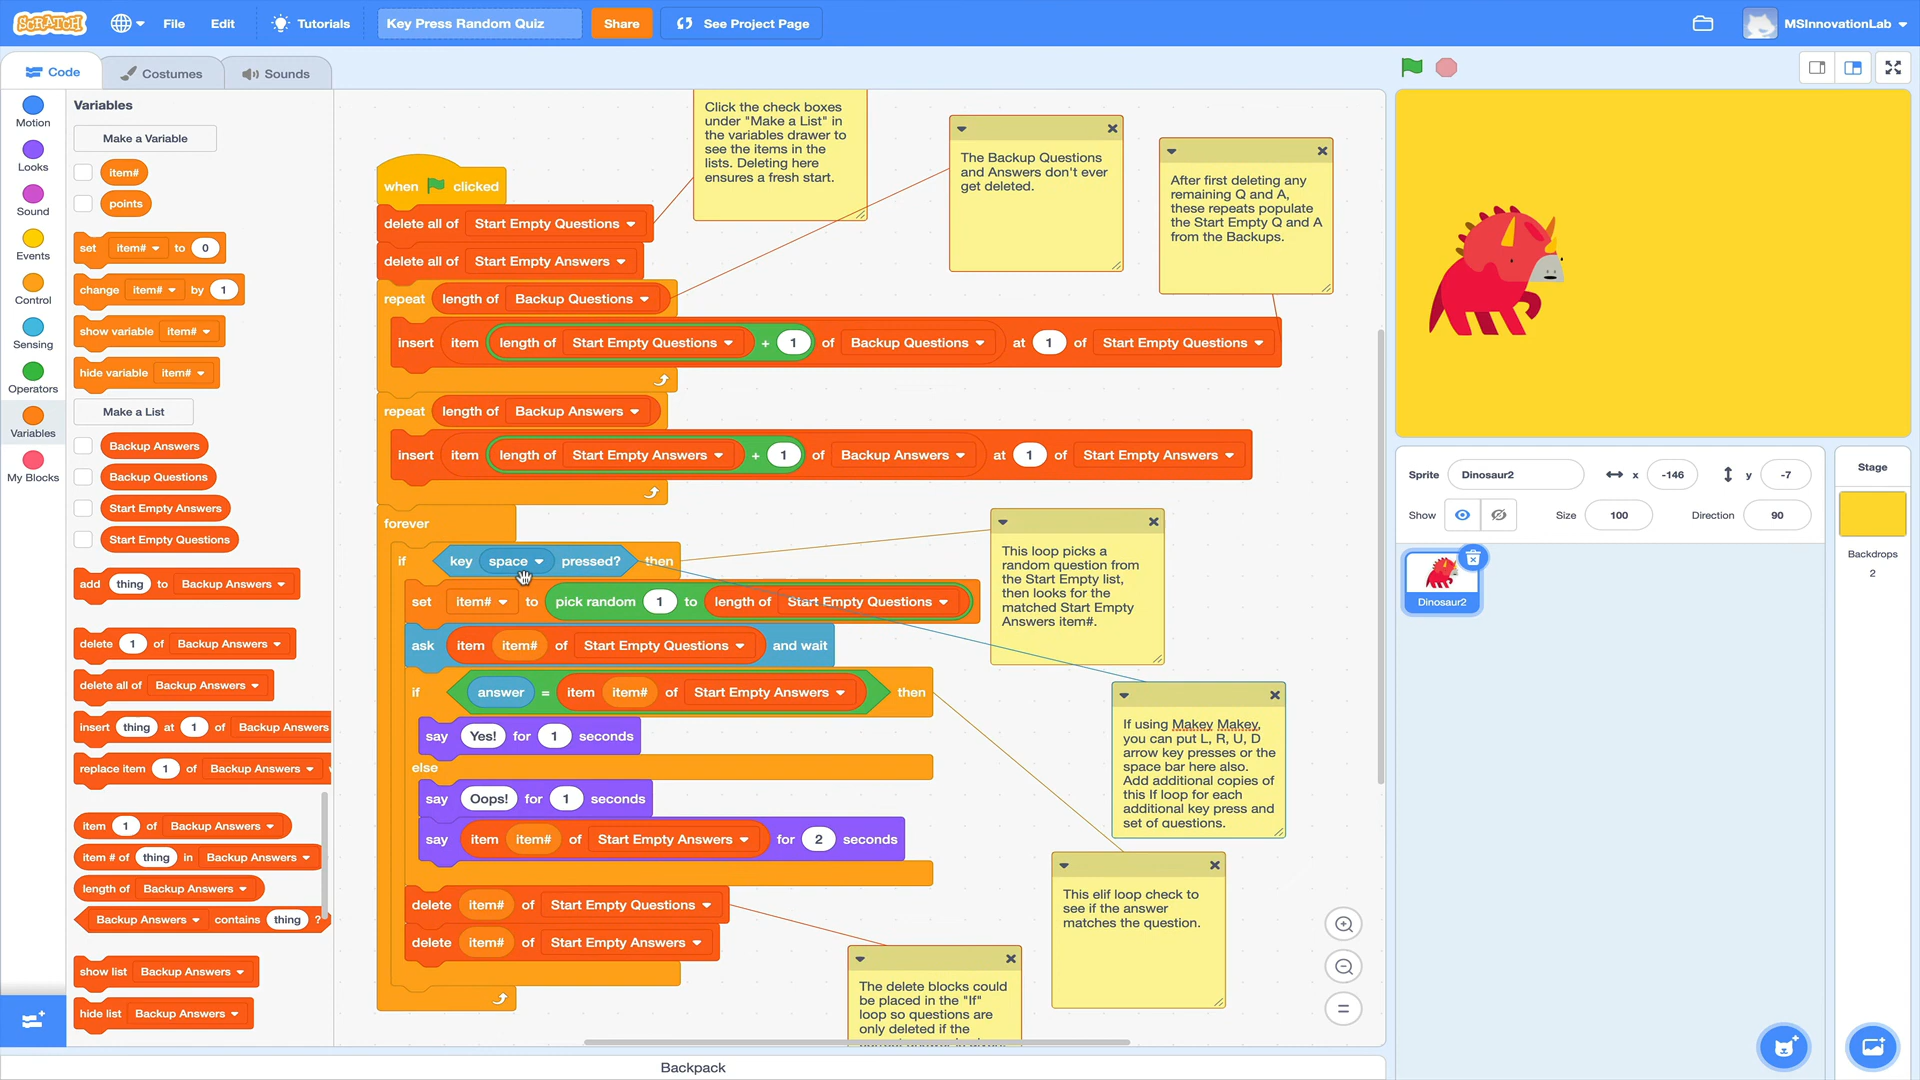 SCRATCH
File
Edit
Tutorials
Key Press Random Quiz
Share
See Project Page
MSInnovationLab
Code
Costumes
Sounds
Motion
Looks
Sound
Events
Control
Sensing
Operators
Variables
My Blocks
Variables
Make a Variable
item#
points
set item# to 0
change item# by 1
show variable item#
hide variable item#
Make a List
Backup Answers
Backup Questions
Start Empty Answers
Start Empty Questions
add thing to Backup Answers
delete 1 of Backup Answers
delete all of Backup Answers
insert thing at 1 of Backup Answers
replace item 1 of Backup Answers
item 1 of Backup Answers
item # of thing in Backup Answers
length of Backup Answers
Backup Answers contains thing ?
show list Backup Answers
hide list Backup Answers
when clicked
delete all of Start Empty Questions
delete all of Start Empty Answers
repeat length of Backup Questions
insert item length of Start Empty Questions + 1 of Backup Questions at 1 of Start Empty Questions
repeat length of Backup Answers
insert item length of Start Empty Answers + 1 of Backup Answers at 1 of Start Empty Answers
forever
if key space pressed? then
set item# to pick random 1 to length of Start Empty Questions
ask item item# of Start Empty Questions and wait
if answer = item item# of Start Empty Answers then
say Yes! for 1 seconds
else
say Oops! for 1 seconds
say item item# of Start Empty Answers for 2 seconds
delete item# of Start Empty Questions
delete item# of Start Empty Answers
Click the check boxes
under "Make a List" in
the variables drawer to
see the items in the
lists. Deleting here
ensures a fresh start.
The Backup Questions
and Answers don't ever
get deleted.
After first deleting any
remaining Q and A,
these repeats populate
the Start Empty Q and A
from the Backups.
This loop picks a
random question from
the Start Empty list,
then looks for the
matched Start Empty
Answers item#.
If using Makey Makey,
you can put L, R, U, D
arrow key presses or the
space bar here also.
Add additional copies of
this If loop for each
additional key press and
set of questions.
This elif loop check to
see if the answer
matches the question.
The delete blocks could
be placed in the "If"
loop so questions are
only deleted if the
Backpack
Sprite
Dinosaur2
x
-146
y
-7
Show
Size
100
Direction
90
Dinosaur2
Stage
Backdrops
2